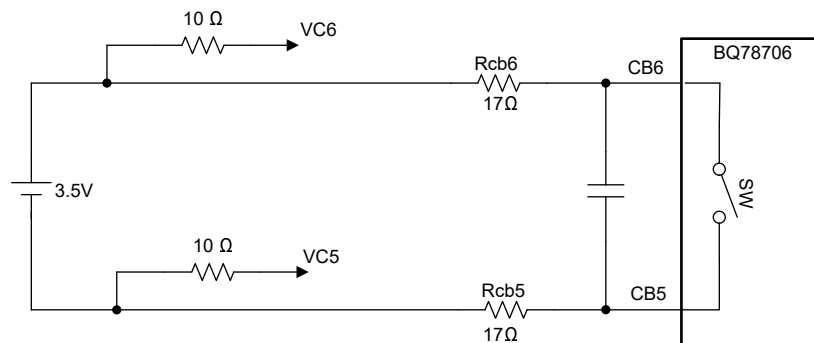 10 Ω
VC6
BQ78706
Rcb6
CB6
17Ω
3.5V
SW
10 Ω
VC5
Rcb5
CB5
17Ω